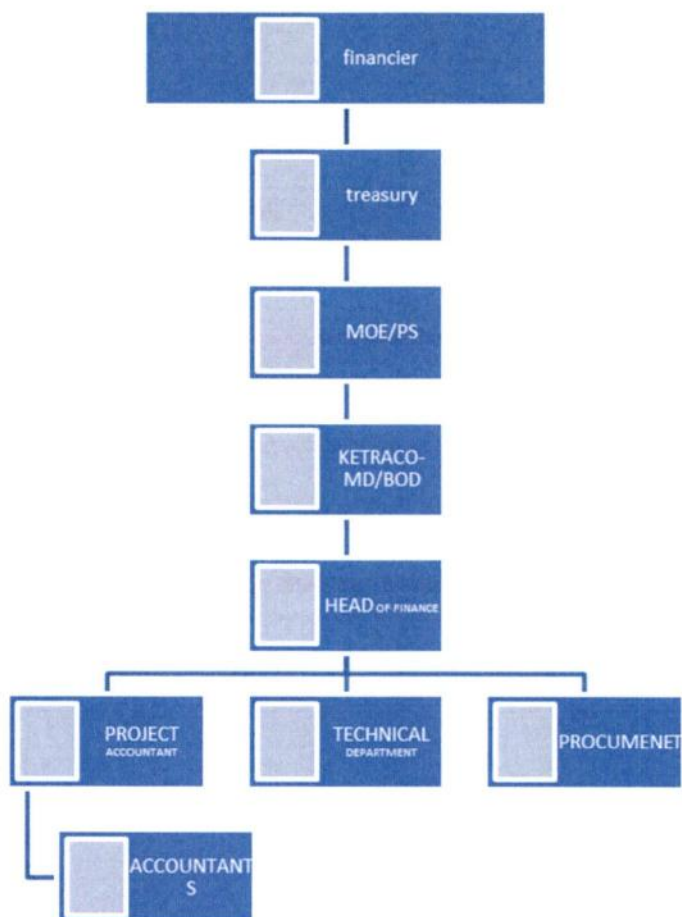 financier
treasury
MOE/PS
KETRACO-
MD/BOD
HEAD OF FINANCE
PROJECT
ACCOUNTANT
TECHNICAL
DEPARTMENT
PROCUMENET
ACCOUNTANT
S